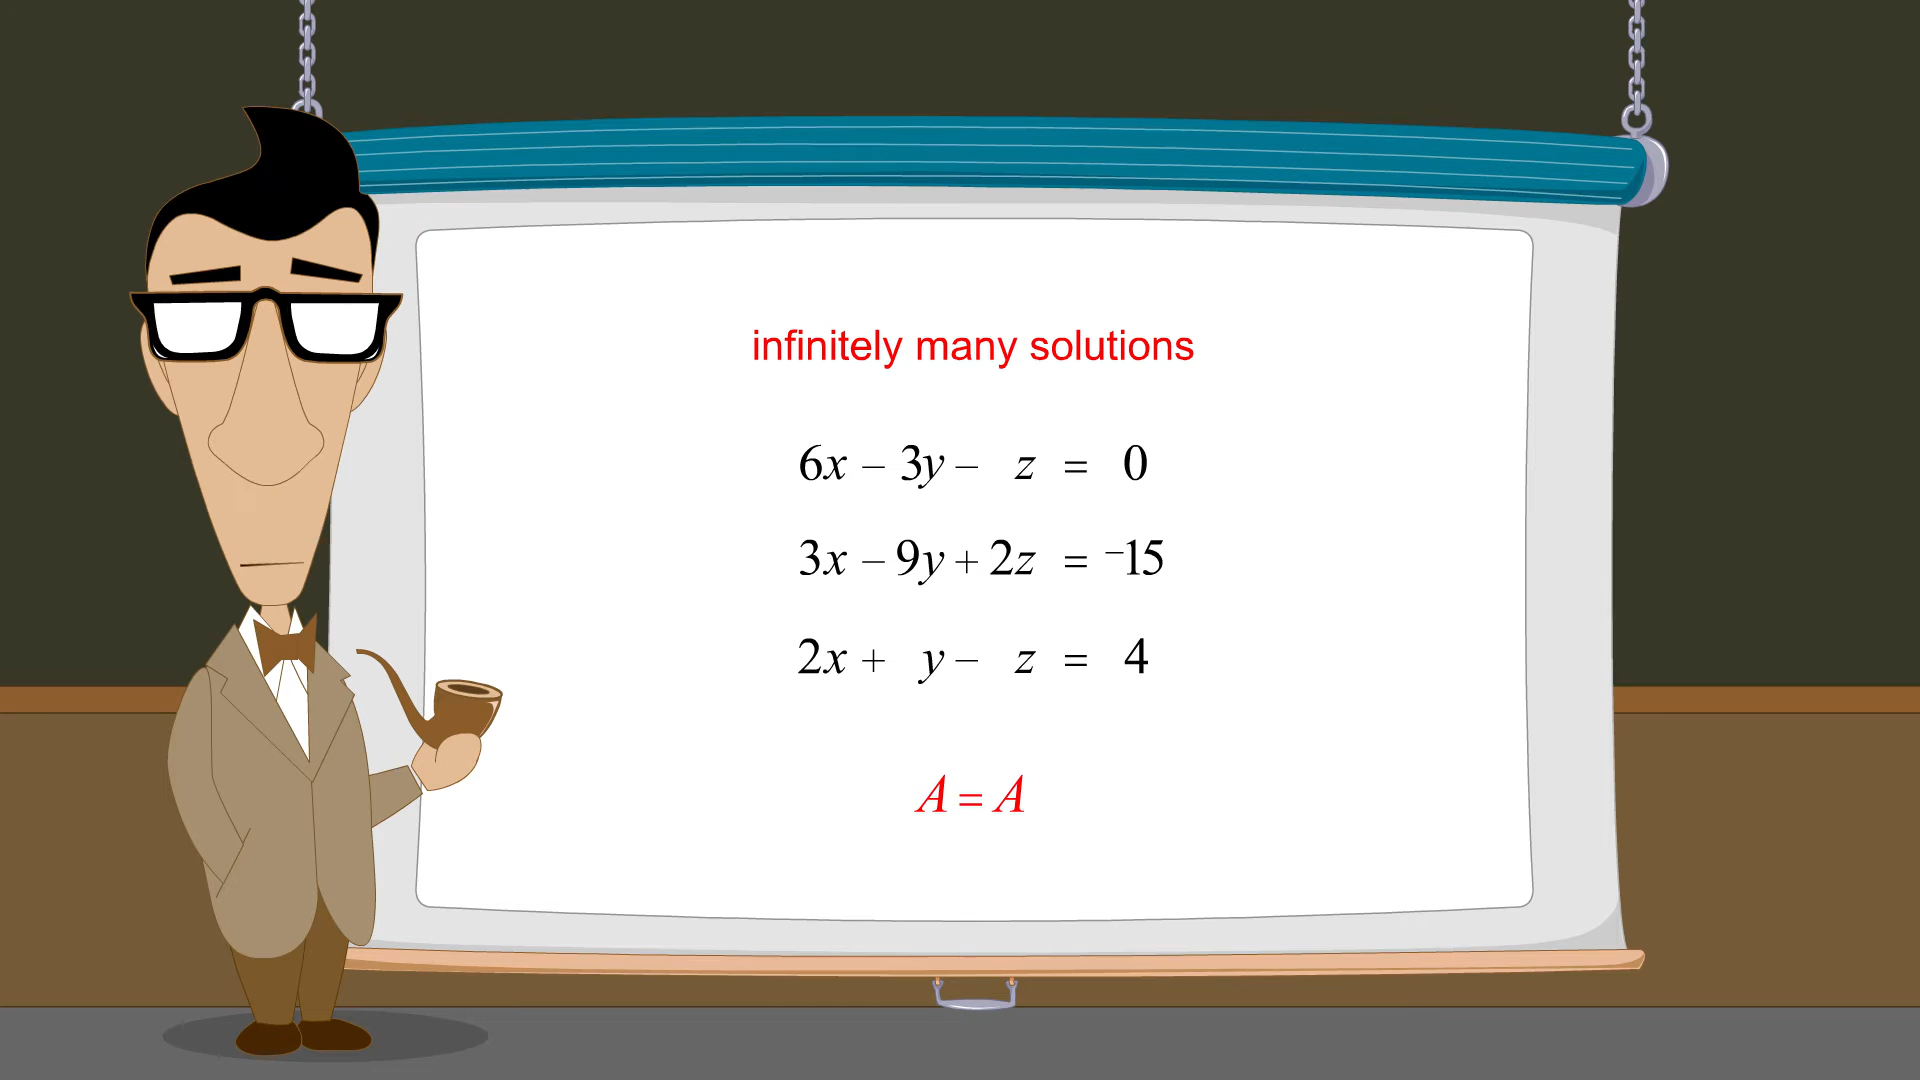 infinitely many solutions
6x − 3y − z = 0
3x − 9y + 2z = ⁻15
2x + y − z = 4
A = A